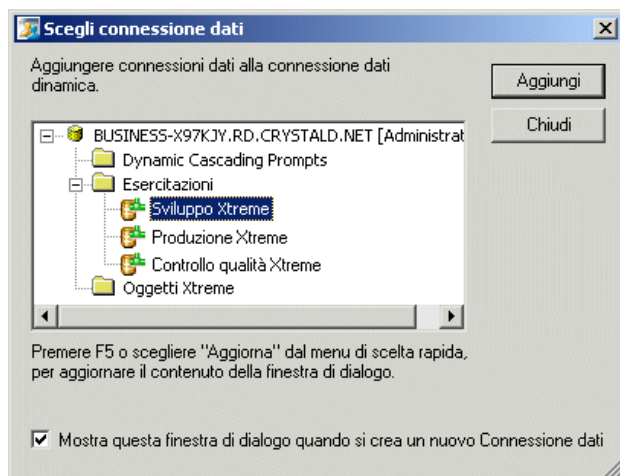 Scegli connessione dati
Aggiungere connessioni dati alla connessione dati
dinamica.
Aggiungi
Chiudi
BUSINESS-X97KJY.RD.CRYSTALD.NET [Administrat
Dynamic Cascading Prompts
Esercitazioni
Sviluppo Xtreme
Produzione Xtreme
Controllo qualità Xtreme
Oggetti Xtreme
Premere F5 o scegliere "Aggiorna" dal menu di scelta rapida,
per aggiornare il contenuto della finestra di dialogo.
Mostra questa finestra di dialogo quando si crea un nuovo Connessione dati